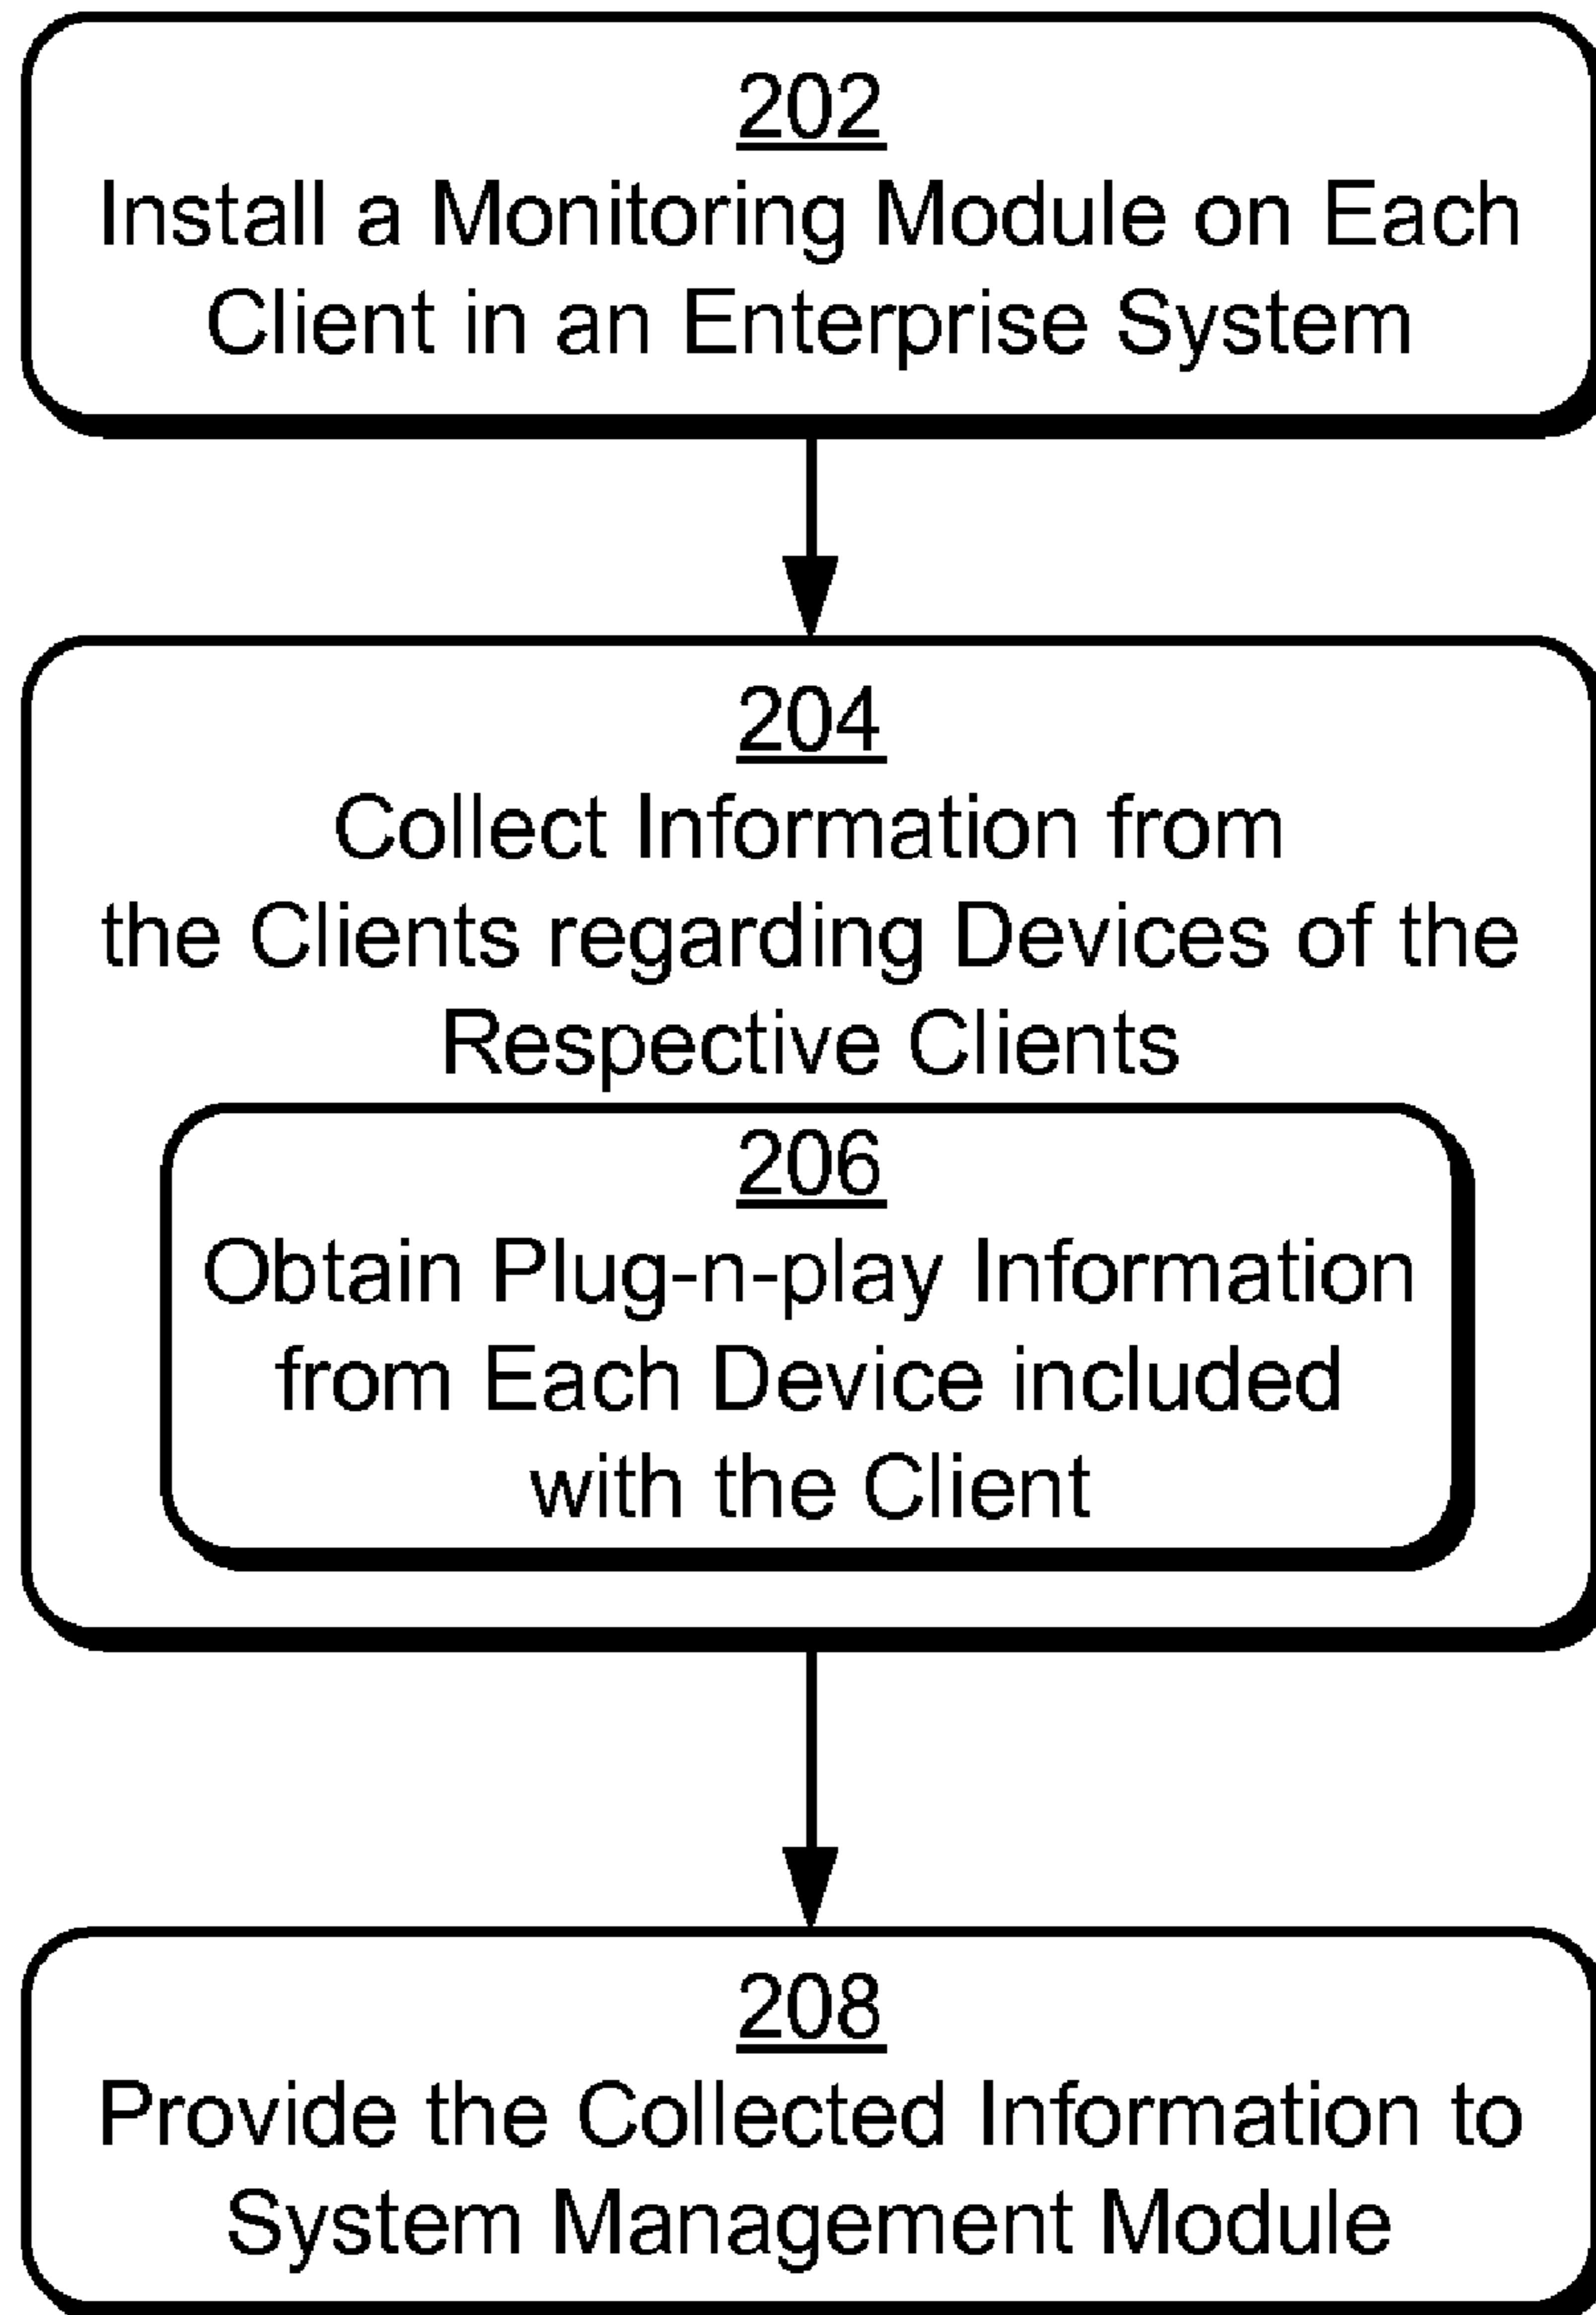 202
Install a Monitoring Module on Each
Client in an Enterprise System
204
Collect Information from
the Clients regarding Devices of the
Respective Clients
206
Obtain Plug-n-play Information
from Each Device included
with the Client
208
Provide the Collected Information to
System Management Module